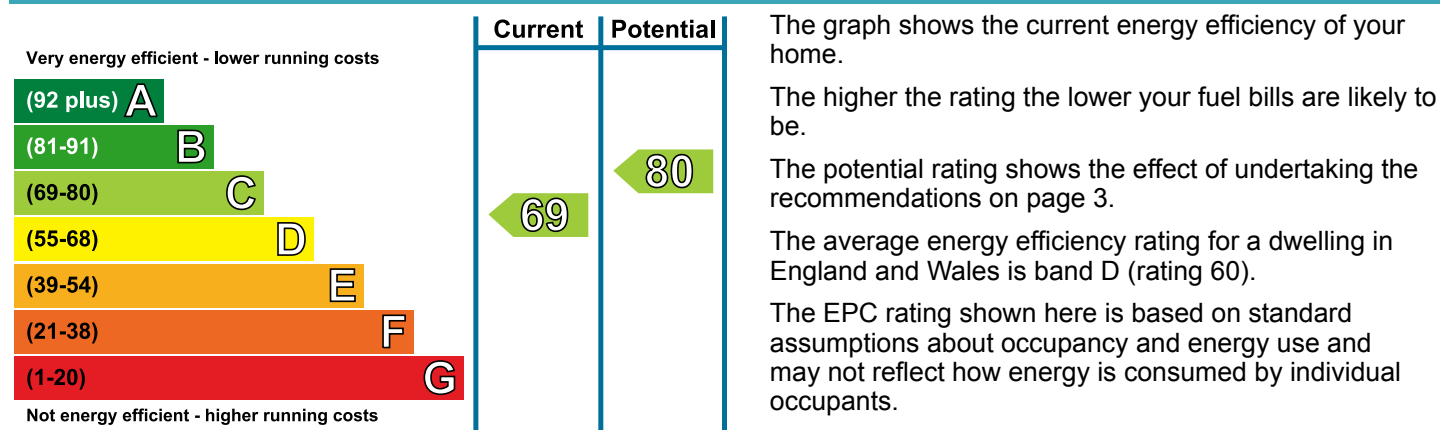 Current Potential
Very energy efficient - lower running costs
(92 plus) A
(81-91) B
(69-80) C
(55-68) D
(39-54) E
(21-38) F
(1-20) G
Not energy efficient - higher running costs
69
80
The graph shows the current energy efficiency of your
home.
The higher the rating the lower your fuel bills are likely to
be.
The potential rating shows the effect of undertaking the
recommendations on page 3.
The average energy efficiency rating for a dwelling in
England and Wales is band D (rating 60).
The EPC rating shown here is based on standard
assumptions about occupancy and energy use and
may not reflect how energy is consumed by individual
occupants.